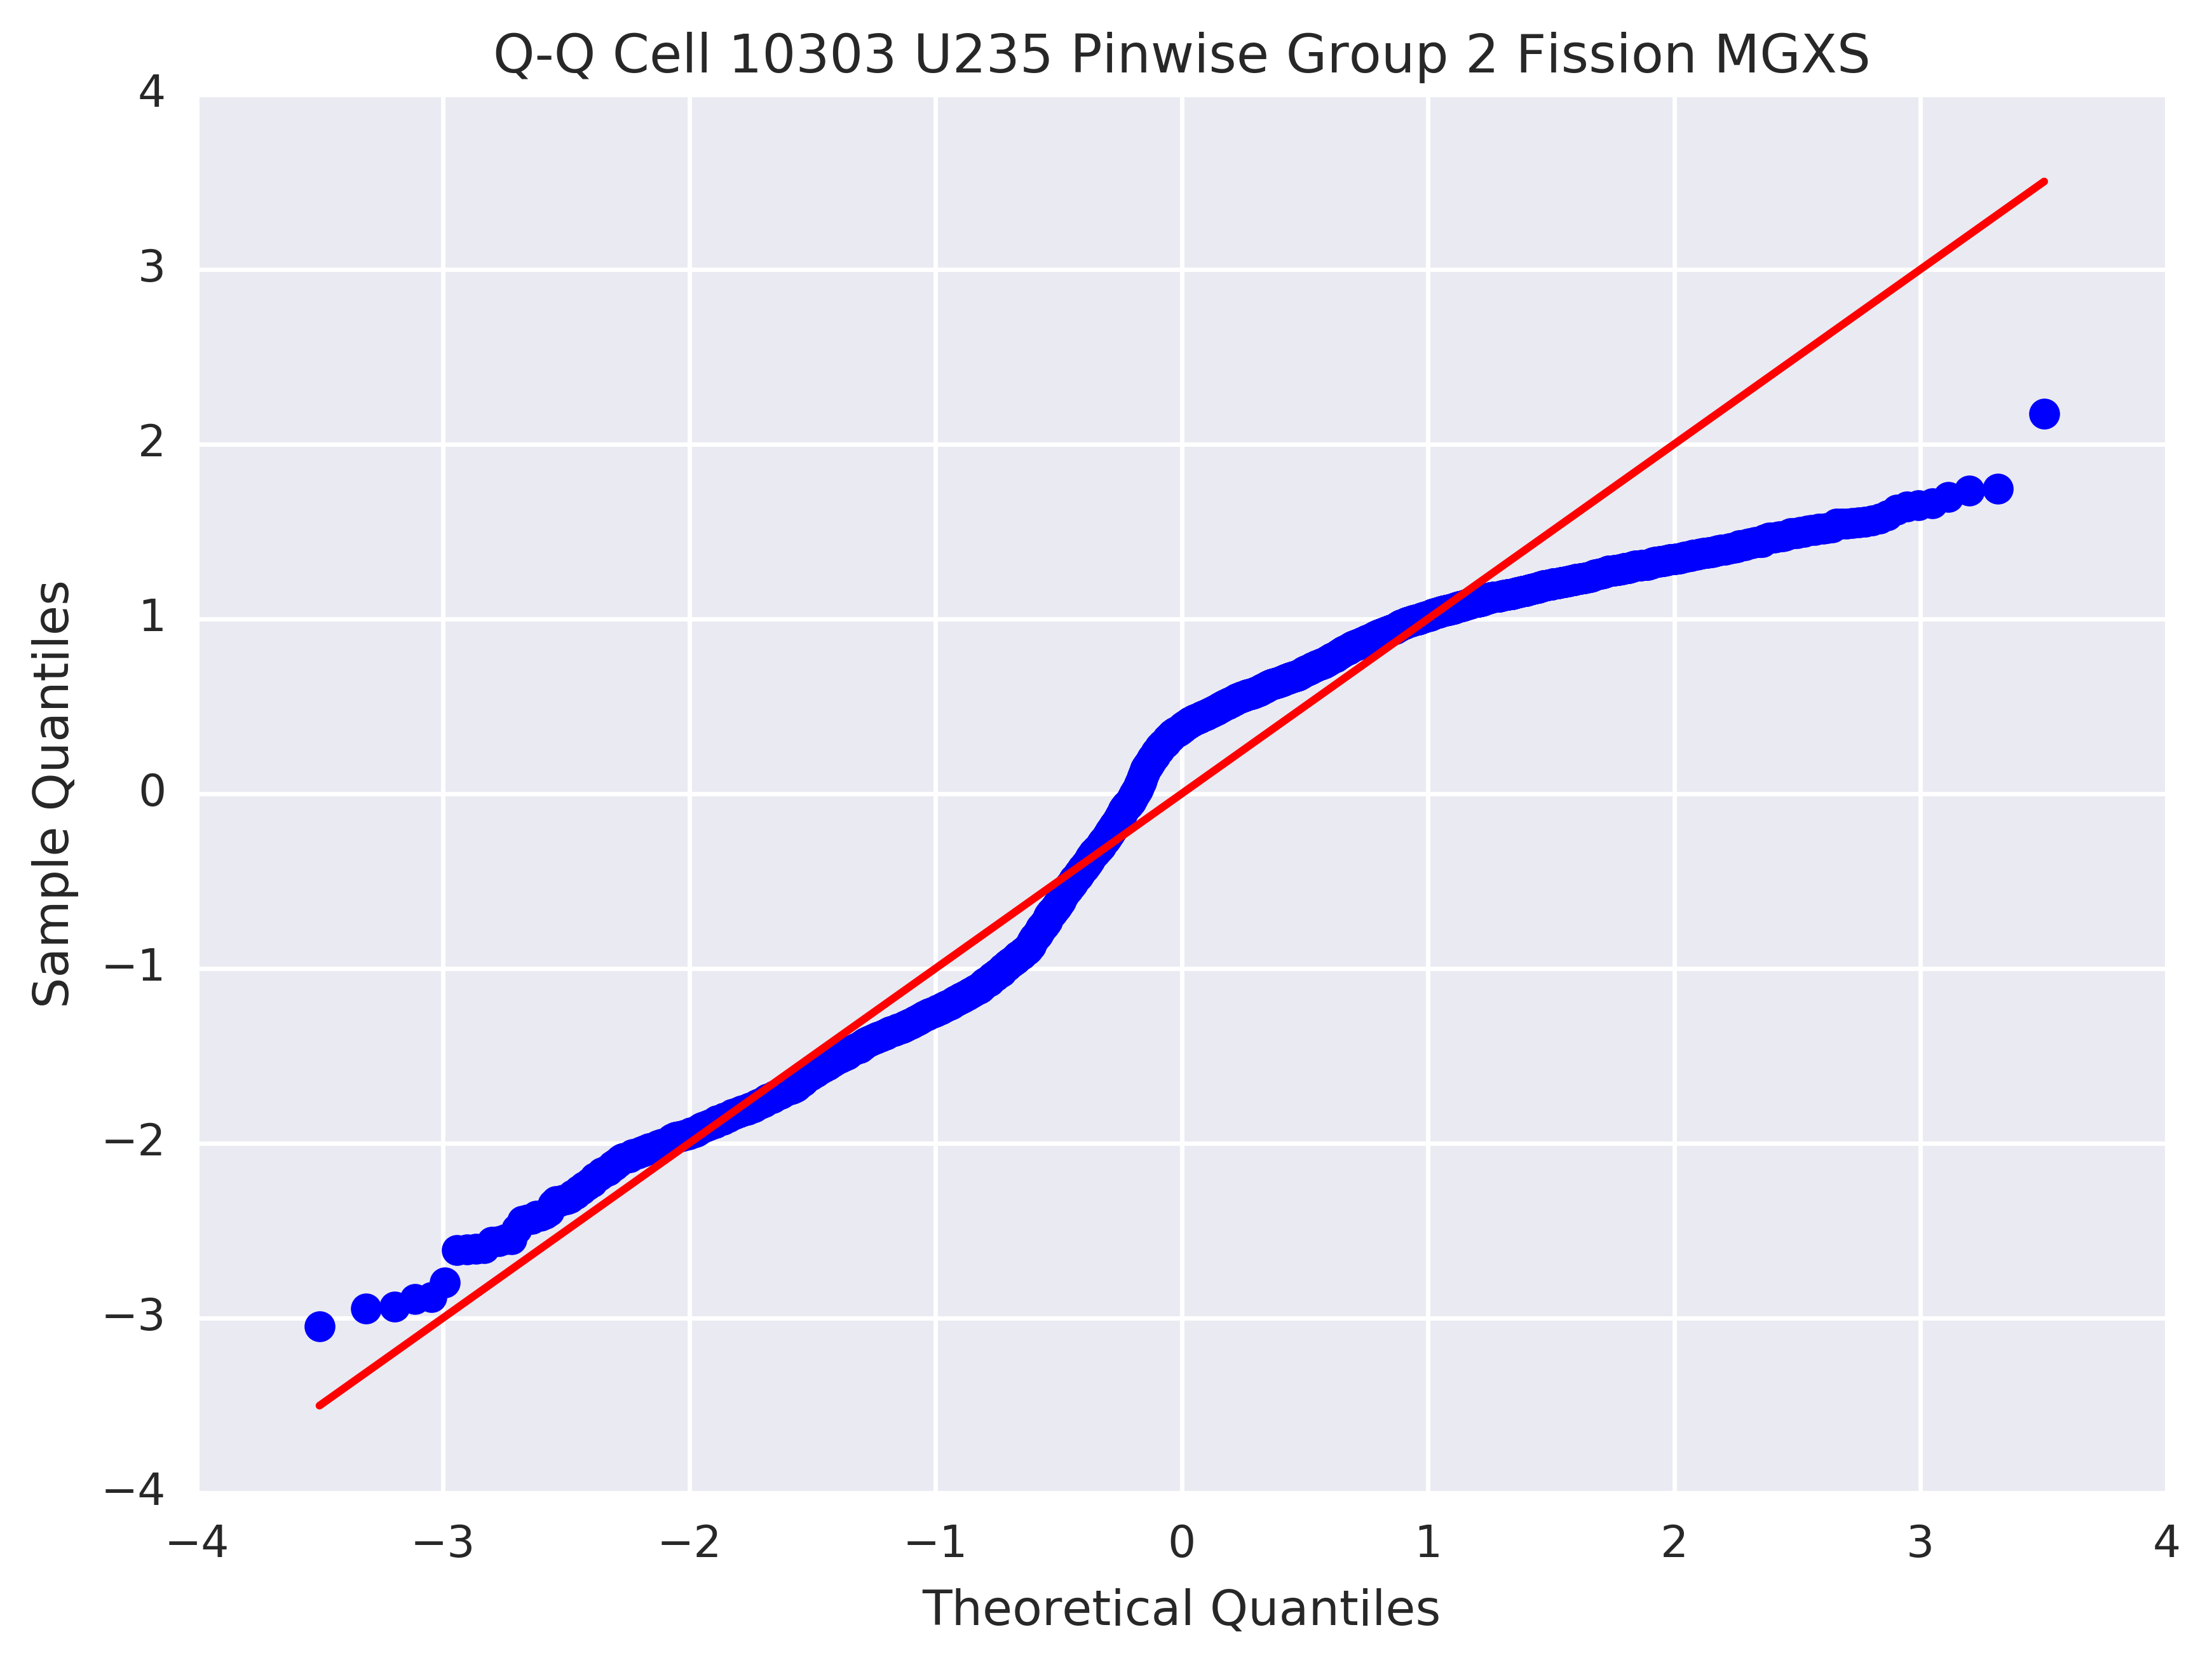 Q-Q Cell 10303 U235 Pinwise Group 2 Fission MGXS
4
3
2
1
0
−1
−2
−3
−4
Sample Quantiles
−4 −3 −2 −1 0 1 2 3 4
Theoretical Quantiles